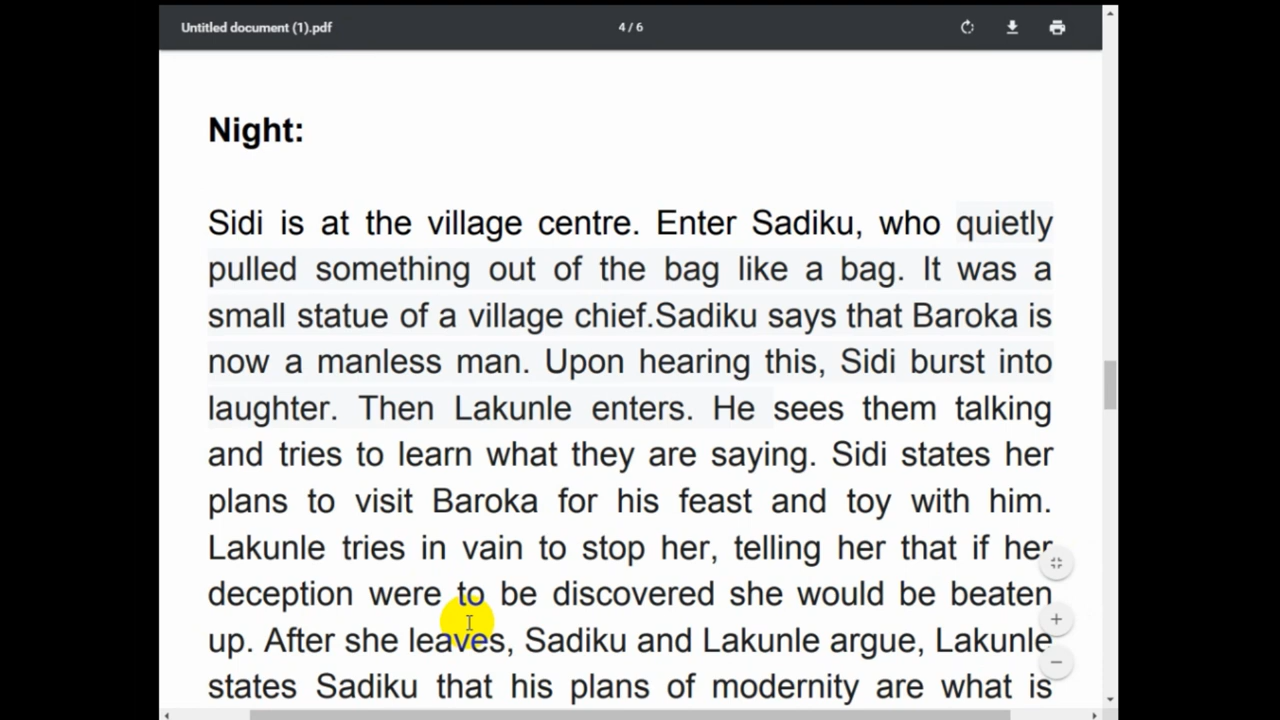 Untitled document (1).pdf
4 / 6
Night:
Sidi is at the village centre. Enter Sadiku, who quietly
pulled something out of the bag like a bag. It was a
small statue of a village chief.Sadiku says that Baroka is
now a manless man. Upon hearing this, Sidi burst into
laughter. Then Lakunle enters. He sees them talking
and tries to learn what they are saying. Sidi states her
plans to visit Baroka for his feast and toy with him.
Lakunle tries in vain to stop her, telling her that if her
deception were to be discovered she would be beaten
up. After she leaves, Sadiku and Lakunle argue, Lakunle
states Sadiku that his plans of modernity are what is